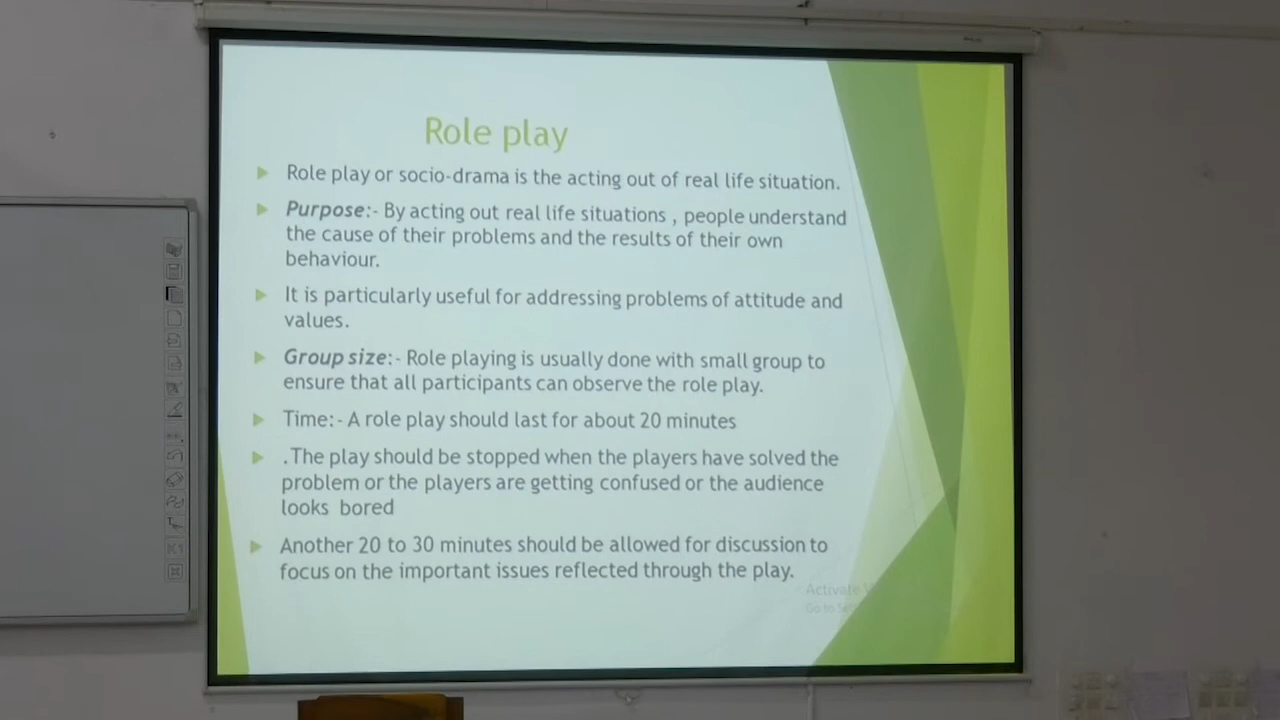 Role play
Role play or socio-drama is the acting out of real life situation.
Purpose:- By acting out real life situations , people understand
the cause of their problems and the results of their own
behaviour.
It is particularly useful for addressing problems of attitude and
values.
Group size:- Role playing is usually done with small group to
ensure that all participants can observe the role play.
Time:- A role play should last for about 20 minutes
.The play should be stopped when the players have solved the
problem or the players are getting confused or the audience
looks bored
Another 20 to 30 minutes should be allowed for discussion to
focus on the important issues reflected through the play.
Activate
Go to